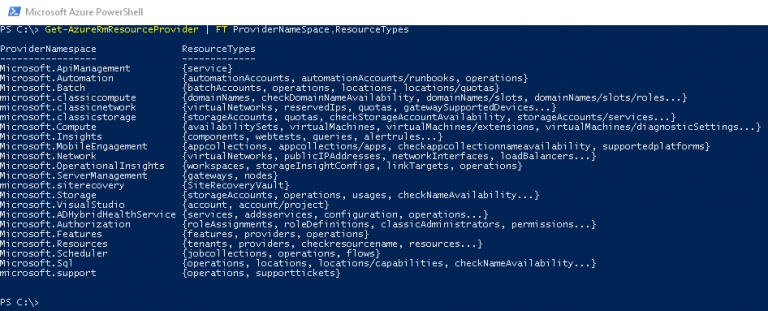 Microsoft Azure PowerShell
PS C:\> Get-AzureRmResourceProvider | FT ProviderNameSpace,ResourceTypes
ProviderNamespace ResourceTypes
----------------- -------------
Microsoft.ApiManagement {service}
Microsoft.Automation {automationAccounts, automationAccounts/runbooks, operations}
Microsoft.Batch {batchAccounts, operations, locations, locations/quotas}
microsoft.classiccompute {domainNames, checkDomainNameAvailability, domainNames/slots, domainNames/slots/roles...}
microsoft.classicnetwork {virtualNetworks, reservedIps, quotas, gatewaySupportedDevices...}
microsoft.classicstorage {storageAccounts, quotas, checkStorageAccountAvailability, storageAccounts/services...}
Microsoft.Compute {availabilitySets, virtualMachines, virtualMachines/extensions, virtualMachines/diagnosticSettings...}
Microsoft.Insights {components, webtests, queries, alertrules...}
Microsoft.MobileEngagement {appcollections, appcollections/apps, checkappcollectionnameavailability, supportedplatforms}
Microsoft.Network {virtualNetworks, publicIPAddresses, networkInterfaces, loadBalancers...}
Microsoft.OperationalInsights {workspaces, storageInsightConfigs, linkTargets, operations}
Microsoft.ServerManagement {gateways, nodes}
microsoft.siterecovery {SiteRecoveryVault}
Microsoft.Storage {storageAccounts, operations, usages, checkNameAvailability...}
Microsoft.VisualStudio {account, account/project}
Microsoft.ADHybridHealthService {services, addsservices, configuration, operations...}
Microsoft.Authorization {roleAssignments, roleDefinitions, classicAdministrators, permissions...}
Microsoft.Features {features, providers, operations}
Microsoft.Resources {tenants, providers, checkresourcename, resources...}
Microsoft.Scheduler {jobcollections, operations, flows}
Microsoft.Sql {operations, locations, locations/capabilities, checkNameAvailability...}
microsoft.support {operations, supporttickets}
PS C:\>